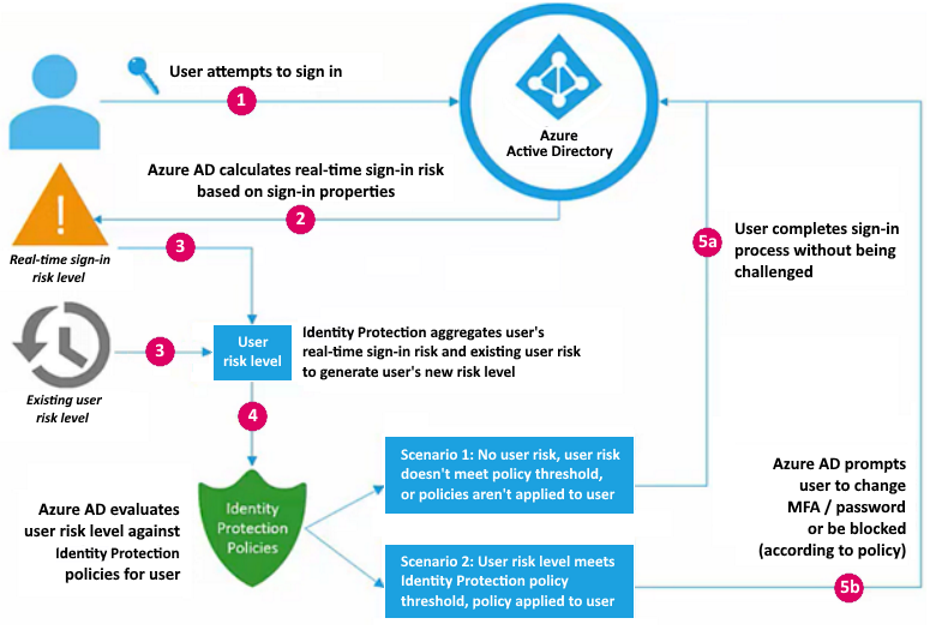 User attempts to sign in
1
Azure
Active Directory
Azure AD calculates real-time sign-in risk
based on sign-in properties
2
Real-time sign-in
risk level
3
5a
User completes sign-in
process without being
challenged
Existing user
risk level
3
User
risk level
Identity Protection aggregates user's
real-time sign-in risk and existing user risk
to generate user's new risk level
4
Azure AD evaluates
user risk level against
Identity Protection
policies for user
Identity
Protection
Policies
Scenario 1: No user risk, user risk
doesn't meet policy threshold,
or policies aren't applied to user
Scenario 2: User risk level meets
Identity Protection policy
threshold, policy applied to user
Azure AD prompts
user to change
MFA / password
or be blocked
(according to policy)
5b